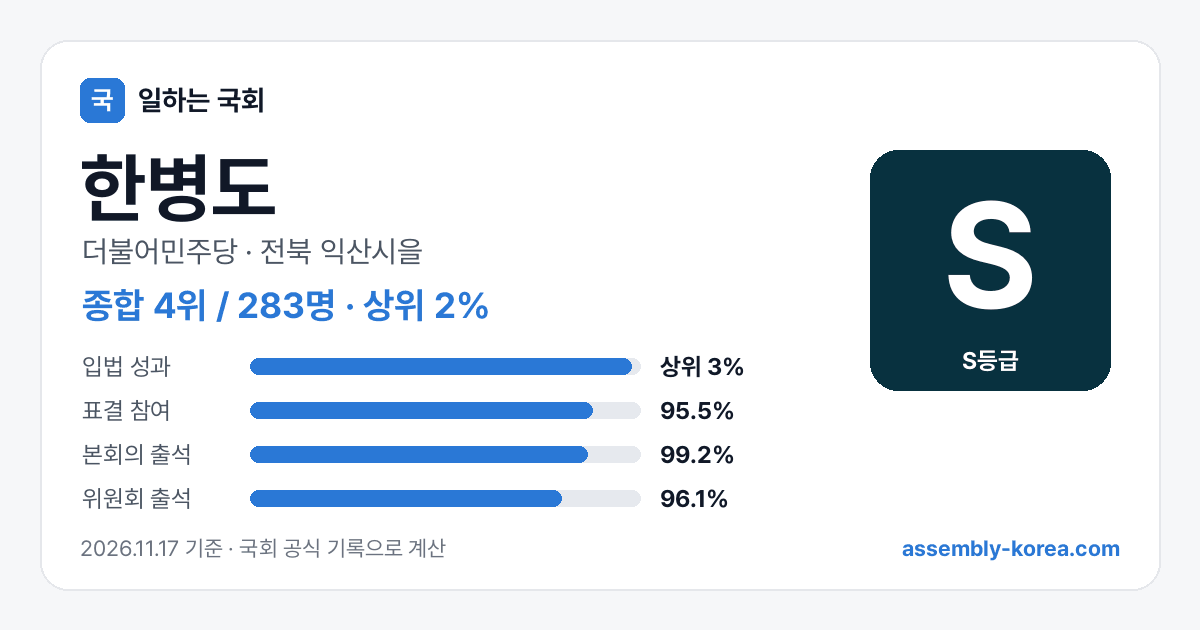 국 일하는 국회
한병도
더불어민주당 · 전북 익산시을
종합 4위 / 283명 · 상위 2%
S
S등급
입법 성과 상위 3%
표결 참여 95.5%
본회의 출석 99.2%
위원회 출석 96.1%
2026.11.17 기준 · 국회 공식 기록으로 계산
assembly-korea.com